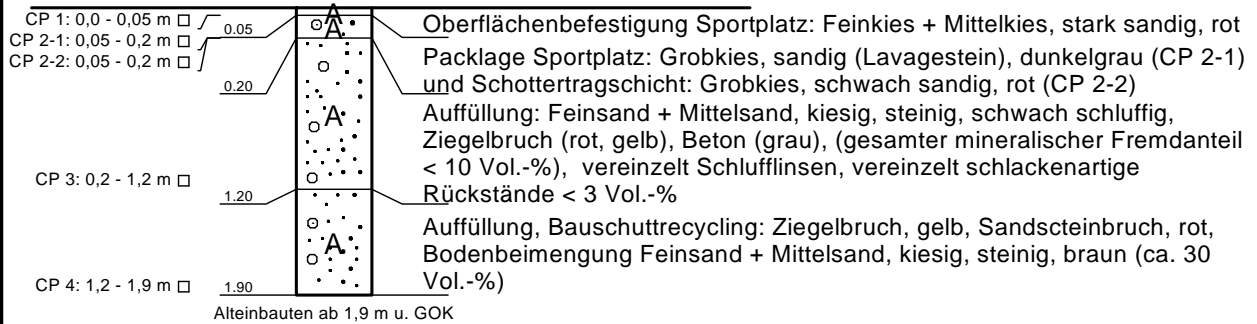 CP 1: 0,0 - 0,05 m
CP 2-1: 0,05 - 0,2 m
CP 2-2: 0,05 - 0,2 m
0.05
A
A
Oberflächenbefestigung Sportplatz: Feinkies + Mittelkies, stark sandig, rot
Packlage Sportplatz: Grobkies, sandig (Lavagestein), dunkelgrau (CP 2-1)
und Schottertragschicht: Grobkies, schwach sandig, rot (CP 2-2)
0.20
A
Auffüllung: Feinsand + Mittelsand, kiesig, steinig, schwach schluffig,
Ziegelbruch (rot, gelb), Beton (grau), (gesamter mineralischer Fremdanteil
< 10 Vol.-%), vereinzelt Schlufflinsen, vereinzelt schlackenartige
Rückstände < 3 Vol.-%
CP 3: 0,2 - 1,2 m
1.20
A
Auffüllung, Bauschuttrecycling: Ziegelbruch, gelb, Sandscteinbruch, rot,
Bodenbeimengung Feinsand + Mittelsand, kiesig, steinig, braun (ca. 30
Vol.-%)
CP 4: 1,2 - 1,9 m
1.90
Alteinbauten ab 1,9 m u. GOK